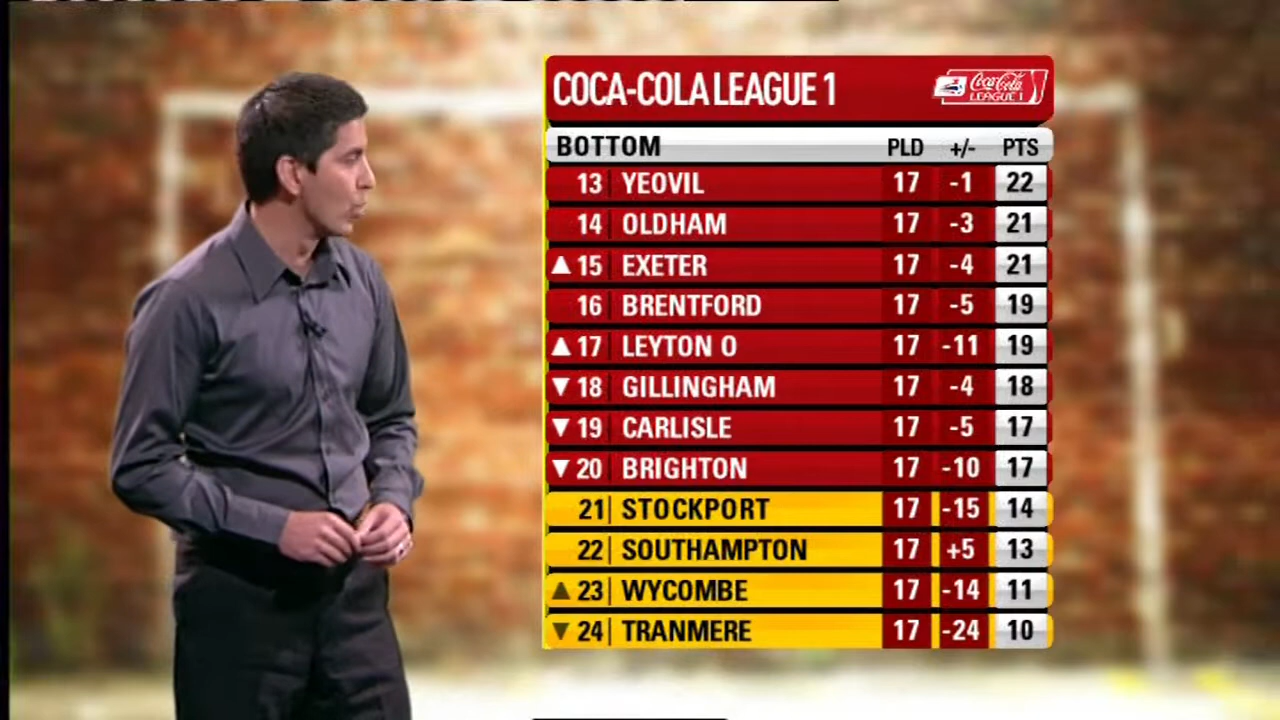 COCA-COLA LEAGUE 1
Coca-Cola
LEAGUE 1
BOTTOM PLD +/- PTS
13 YEOVIL 17 -1 22
14 OLDHAM 17 -3 21
▲ 15 EXETER 17 -4 21
16 BRENTFORD 17 -5 19
▲ 17 LEYTON O 17 -11 19
▼ 18 GILLINGHAM 17 -4 18
▼ 19 CARLISLE 17 -5 17
▼ 20 BRIGHTON 17 -10 17
21 STOCKPORT 17 -15 14
22 SOUTHAMPTON 17 +5 13
▲ 23 WYCOMBE 17 -14 11
▼ 24 TRANMERE 17 -24 10